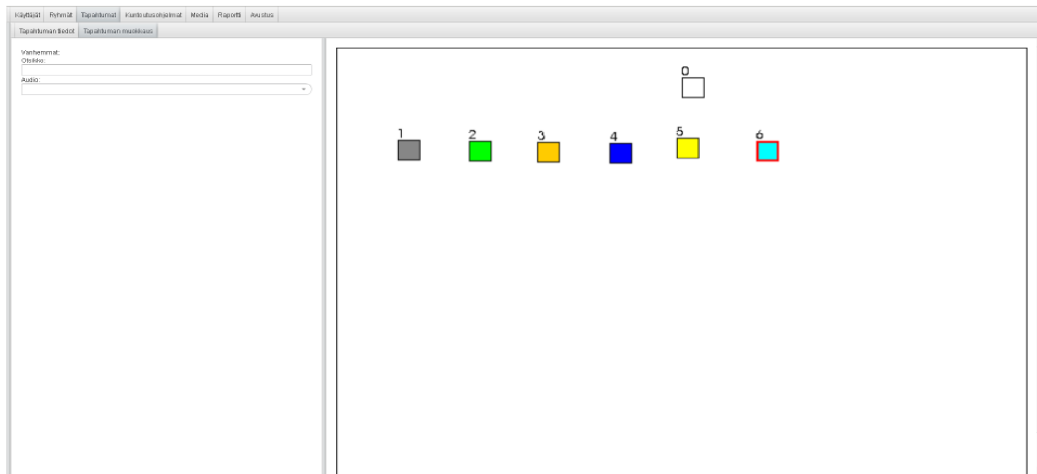 Käyttäjät Ryhmät Tapahtumat Kuntoutusohjelmat Media Raportti Avustus
Tapahtuman tiedot Tapahtuman muokkaus
Vanhemmat:
Otsikko:
Audio:
0
1 2 3 4 5 6